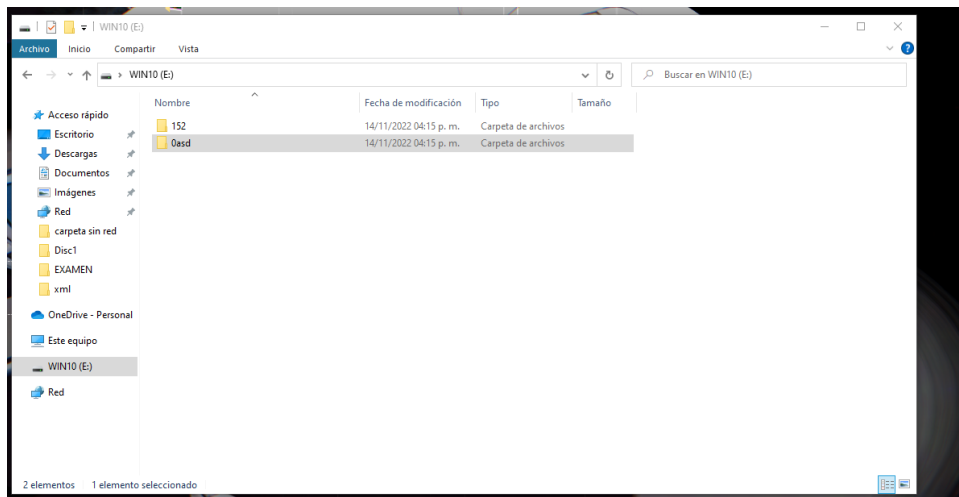 WIN10 (E:)
Archivo Inicio Compartir Vista
WIN10 (E:) Buscar en WIN10 (E:)
Nombre Fecha de modificación Tipo Tamaño
Acceso rápido
Escritorio
Descargas
Documentos
Imágenes
Red
carpeta sin red
Disc1
EXAMEN
xml
OneDrive - Personal
Este equipo
WIN10 (E:)
Red
152 14/11/2022 04:15 p. m. Carpeta de archivos
0asd 14/11/2022 04:15 p. m. Carpeta de archivos
2 elementos 1 elemento seleccionado